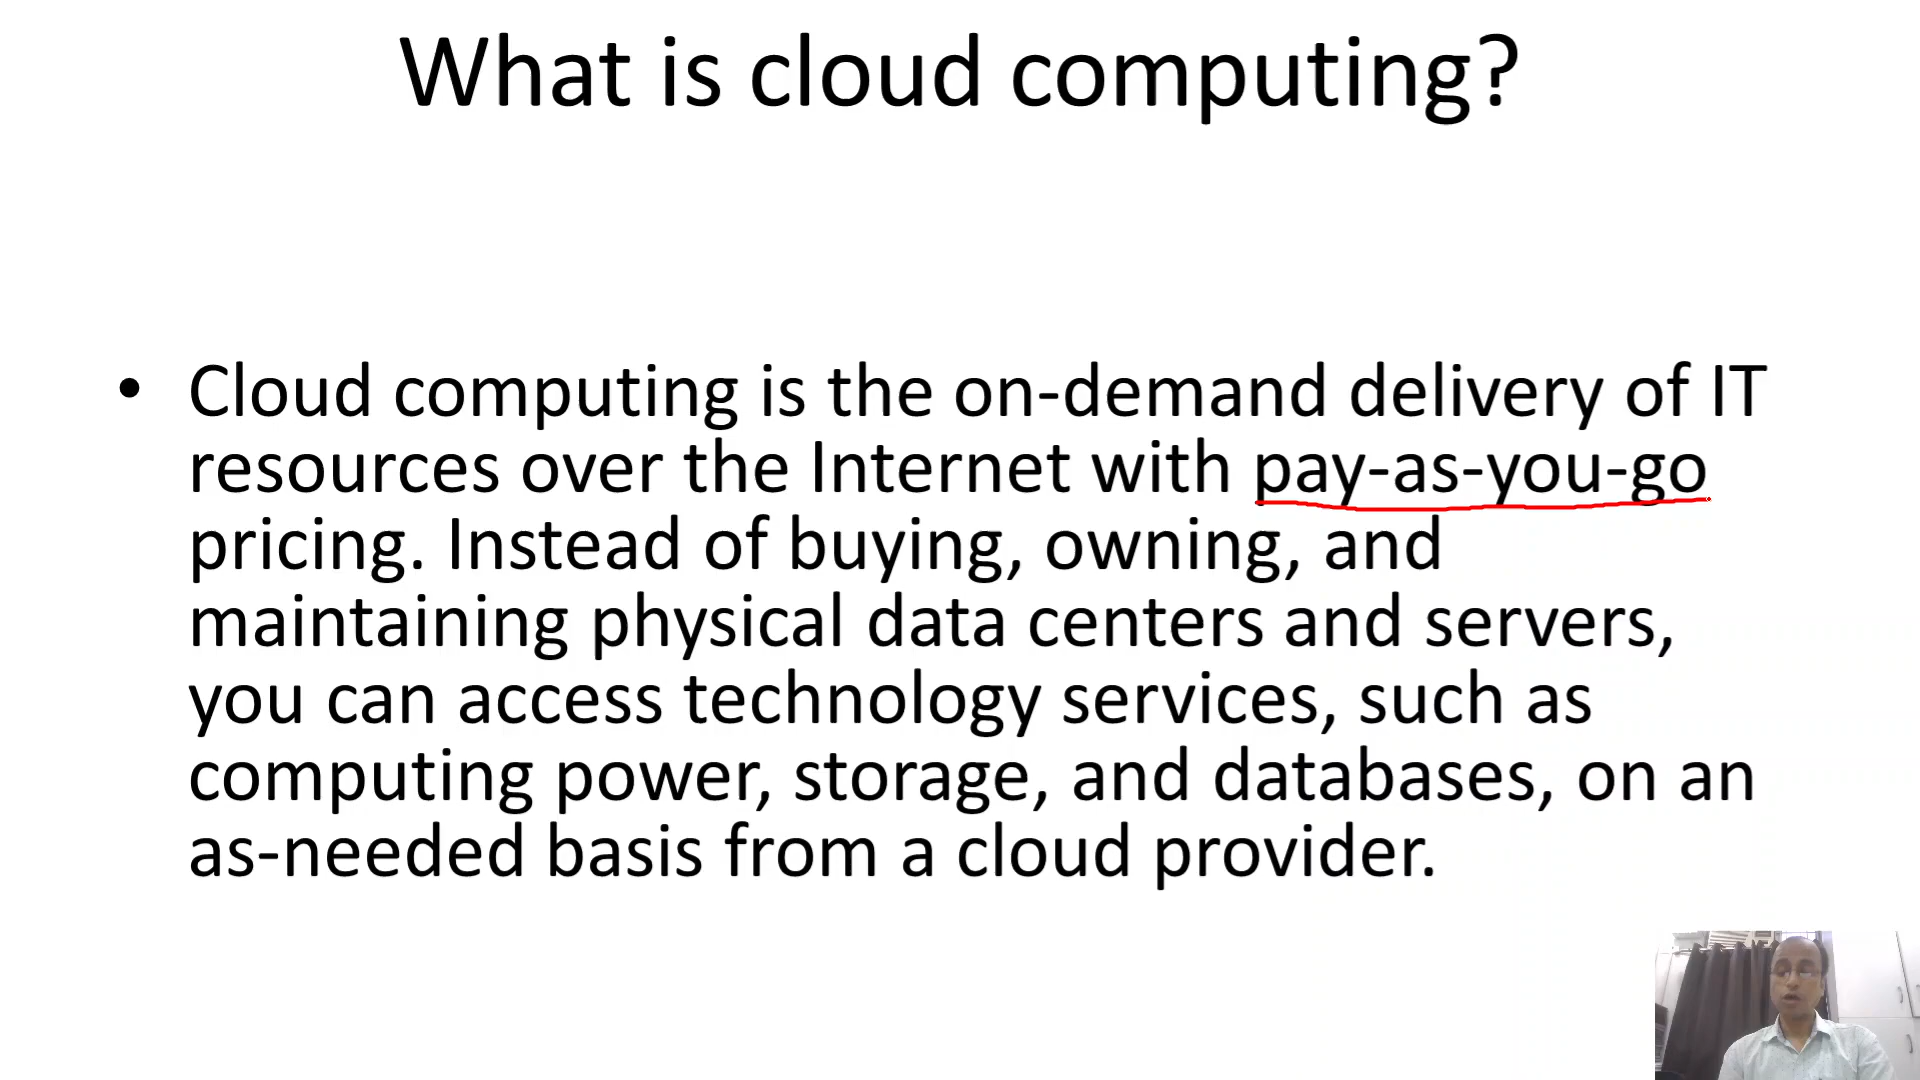 What is cloud computing?
• Cloud computing is the on-demand delivery of IT
resources over the Internet with pay-as-you-go
pricing. Instead of buying, owning, and
maintaining physical data centers and servers,
you can access technology services, such as
computing power, storage, and databases, on an
as-needed basis from a cloud provider.